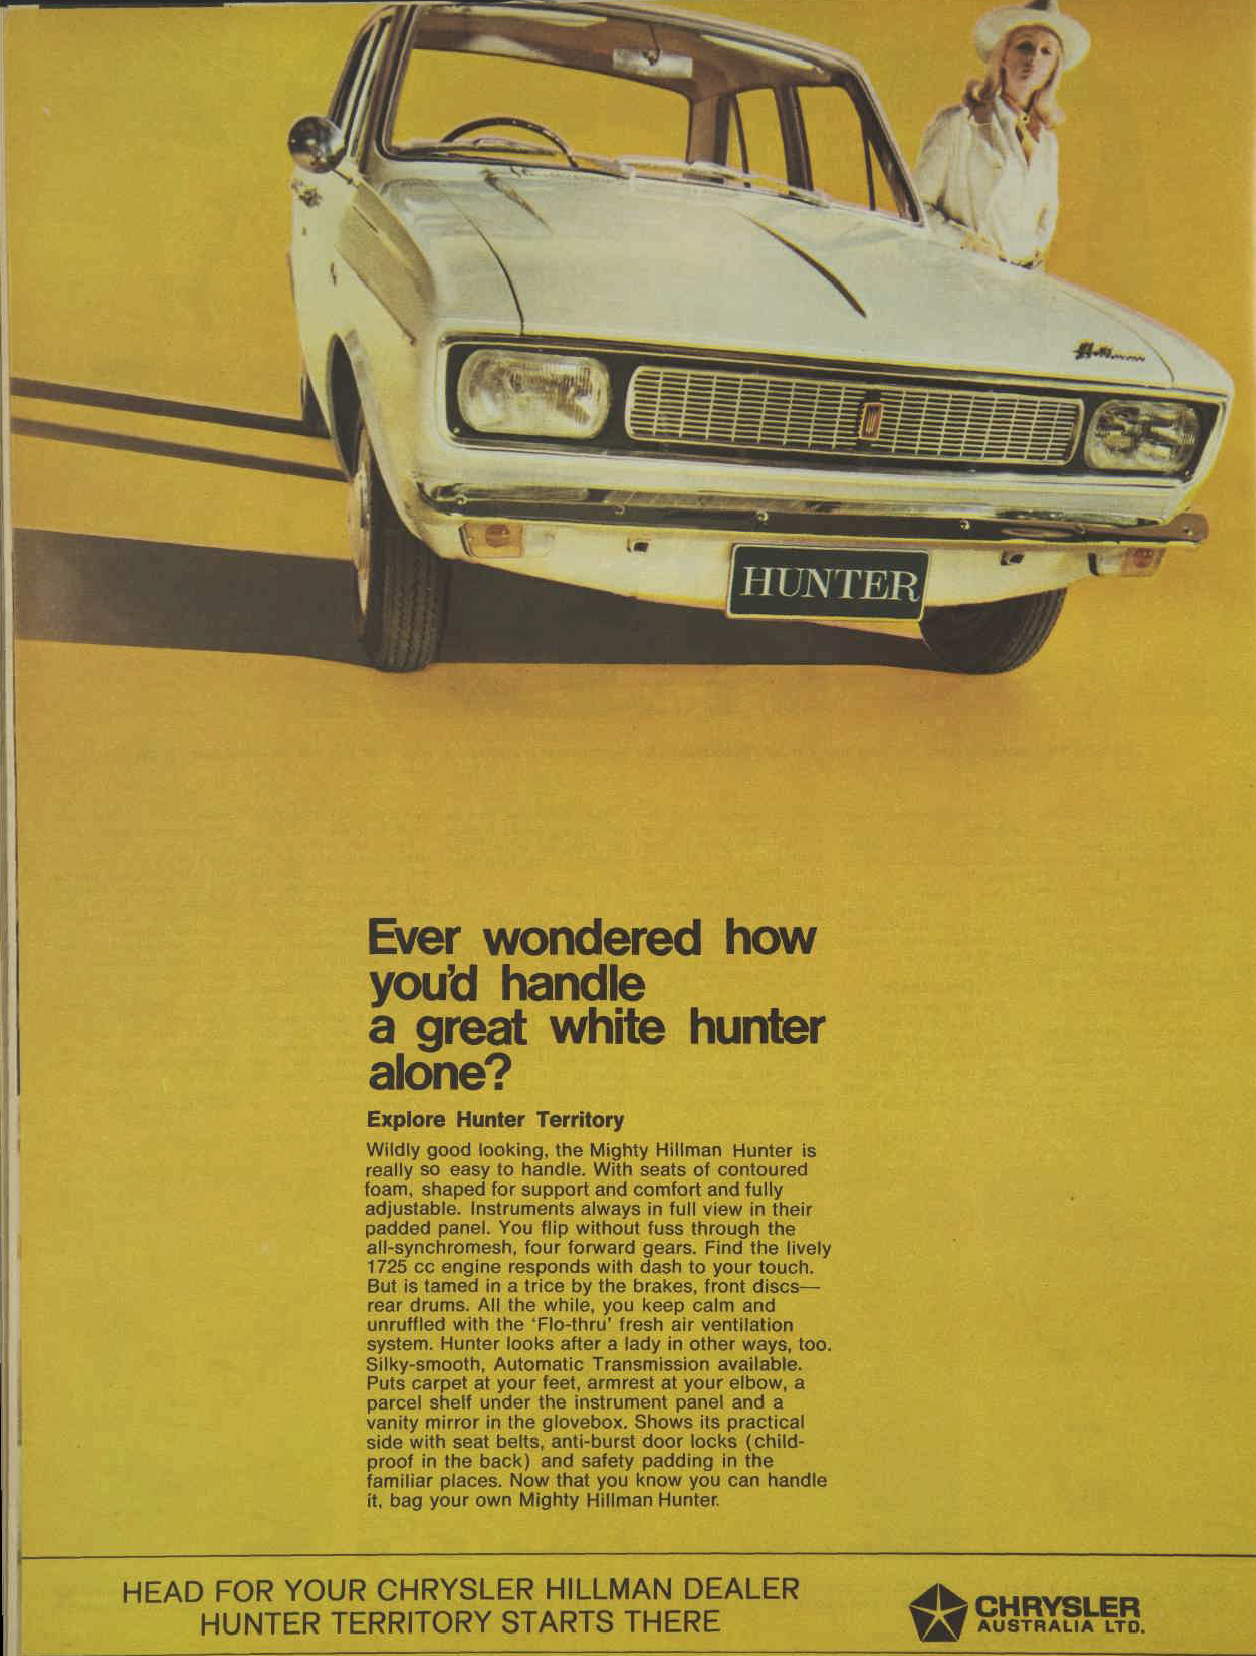 Hillman
HUNTER
Ever wondered how
you'd handle
a great white hunter
alone?
Explore Hunter Territory
Wildly good looking, the Mighty Hillman Hunter is
really so easy to handle. With seats of contoured
foam, shaped for support and comfort and fully
adjustable. Instruments always in full view in their
padded panel. You flip without fuss through the
all-synchromesh, four forward gears. Find the lively
1725 cc engine responds with dash to your touch.
But is tamed in a trice by the brakes, front discs—
rear drums. All the while, you keep calm and
unruffled with the 'Flo-thru' fresh air ventilation
system. Hunter looks after a lady in other ways, too.
Silky-smooth, Automatic Transmission available.
Puts carpet at your feet, armrest at your elbow, a
parcel shelf under the instrument panel and a
vanity mirror in the glovebox. Shows its practical
side with seat belts, anti-burst door locks (child-
proof in the back) and safety padding in the
familiar places. Now that you know you can handle
it, bag your own Mighty Hillman Hunter.
HEAD FOR YOUR CHRYSLER HILLMAN DEALER
HUNTER TERRITORY STARTS THERE
CHRYSLER
AUSTRALIA LTD.